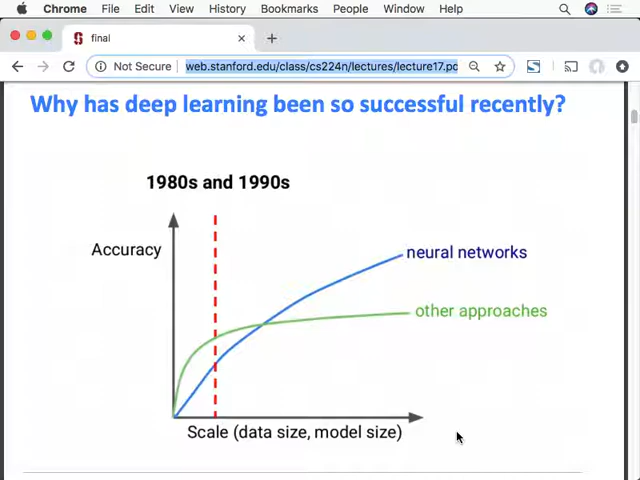 Chrome File Edit View History Bookmarks People Window Help
final
Not Secure web.stanford.edu/class/cs224n/lectures/lecture17.pc
Why has deep learning been so successful recently?
1980s and 1990s
Accuracy
neural networks
other approaches
Scale (data size, model size)